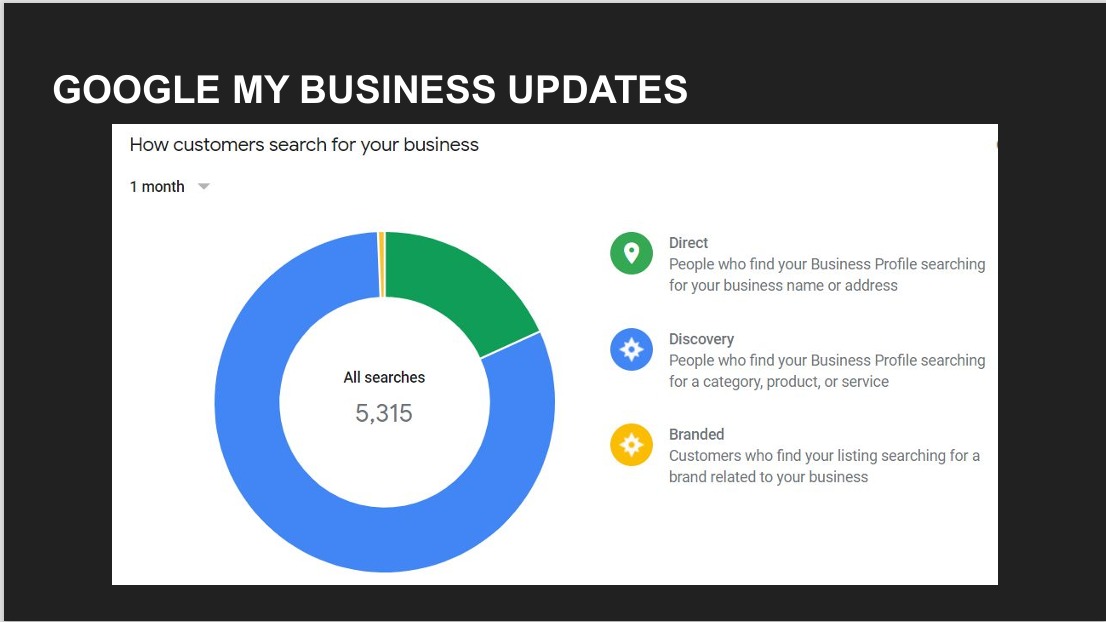 GOOGLE MY BUSINESS UPDATES
How customers search for your business
1 month
All searches
5,315
Direct
People who find your Business Profile searching
for your business name or address
Discovery
People who find your Business Profile searching
for a category, product, or service
Branded
Customers who find your listing searching for a
brand related to your business